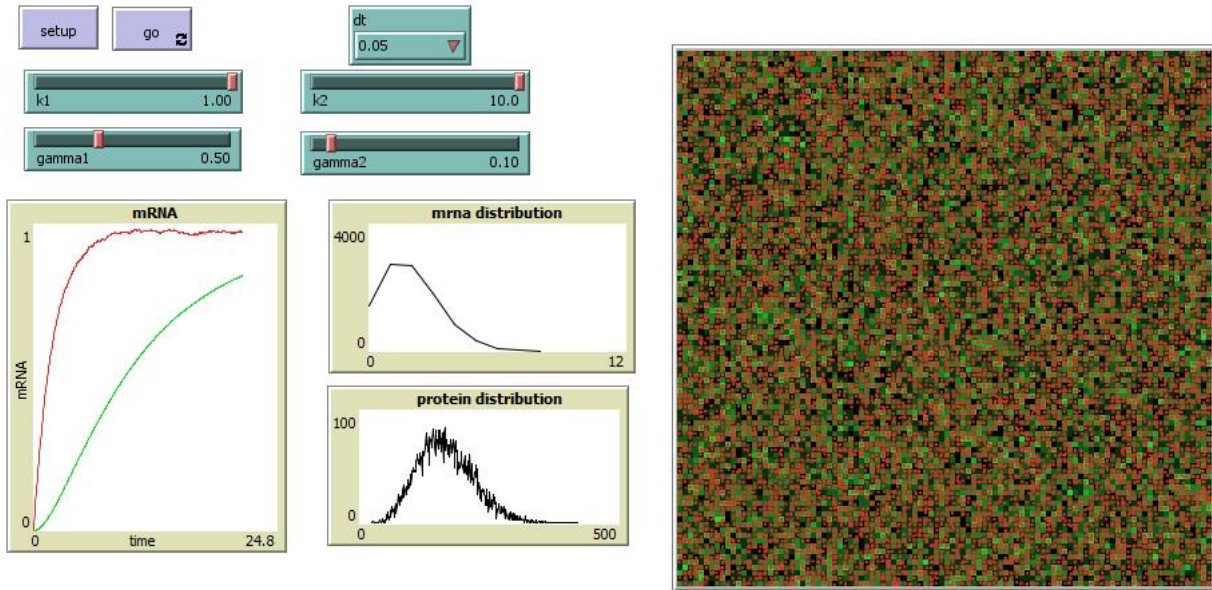 setup
go
dt
0.05
k1 1.00
k2 10.0
gamma1 0.50
gamma2 0.10
mRNA
1
mRNA
0
0 time 24.8
mrna distribution
4000
0
0 12
protein distribution
100
0
0 500